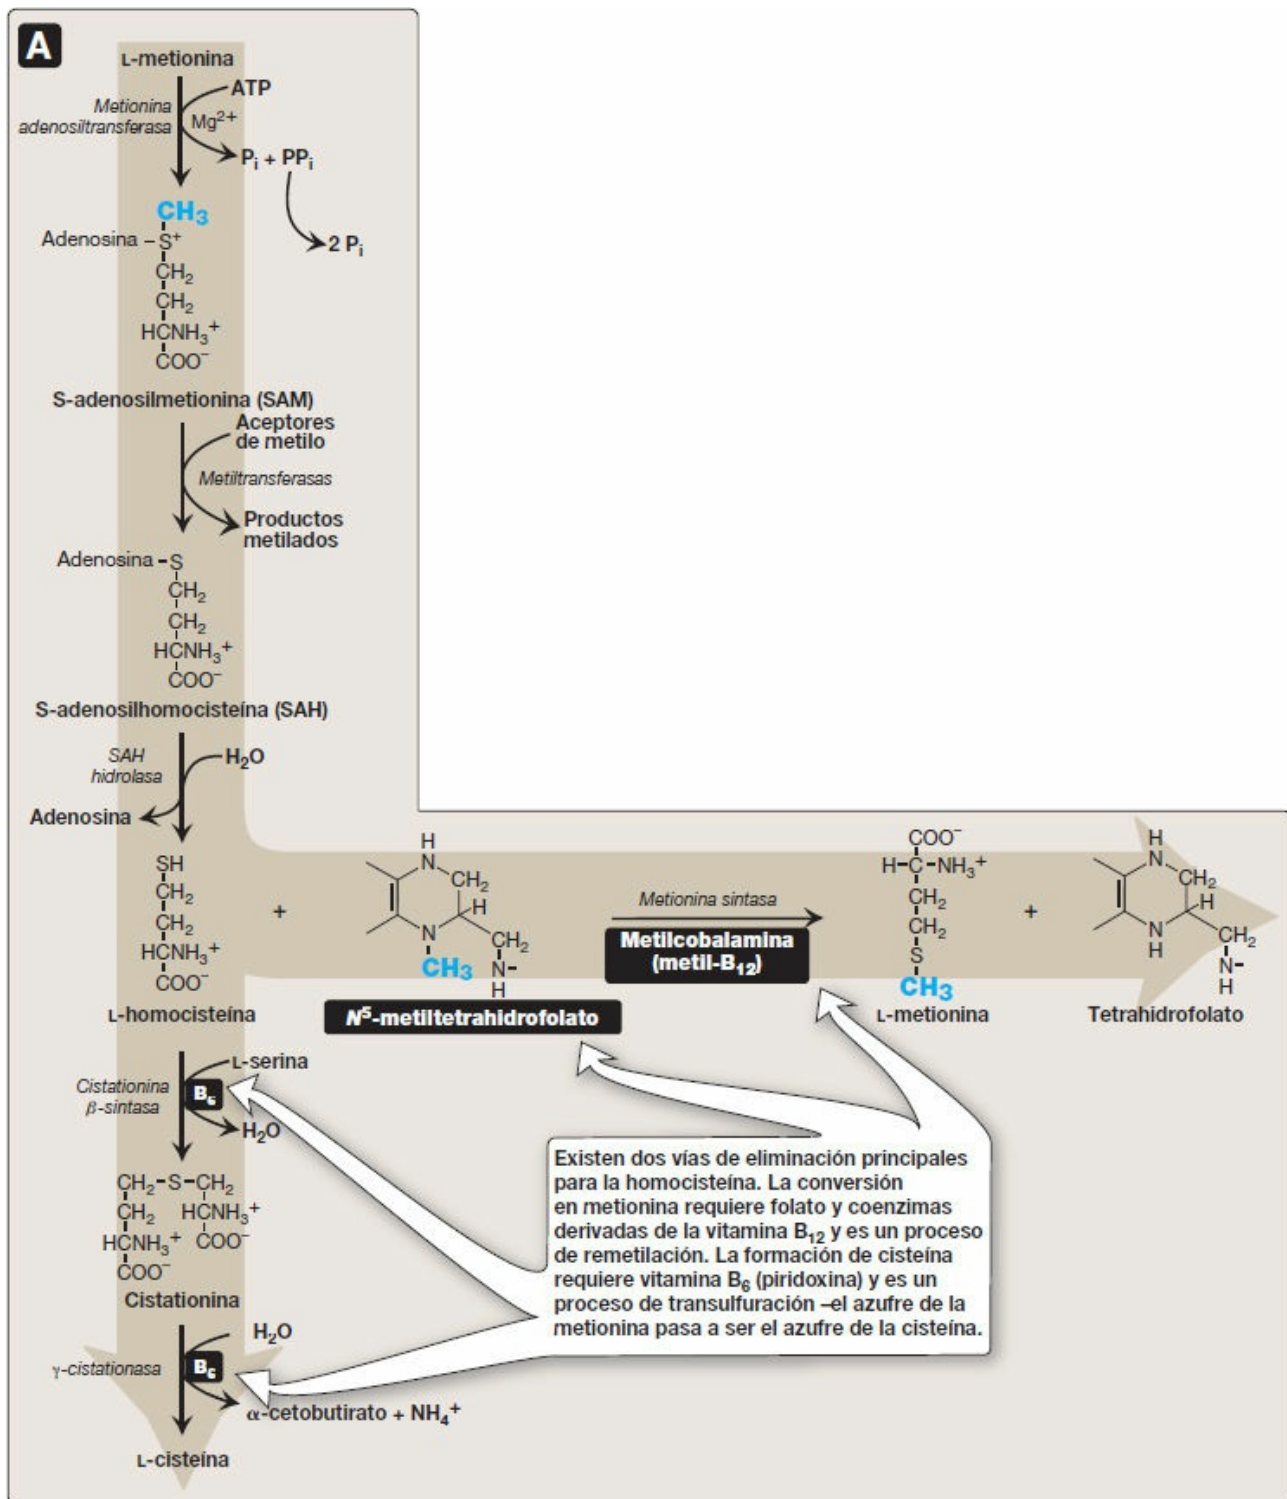 A
L-metionina
ATP
Metionina
adenosiltransferasa
Mg2+
Pi + PPi
2 Pi
CH3
Adenosina – S+
CH2
CH2
HCNH3+
COO–
S-adenosilmetionina (SAM)
Aceptores
de metilo
Metiltransferasas
Productos
metilados
Adenosina – S
CH2
CH2
HCNH3+
COO–
S-adenosilhomocisteína (SAH)
SAH
hidrolasa
H2O
Adenosina
SH
CH2
CH2
HCNH3+
COO–
L-homocisteína
+
H
N
CH2
H
N
CH3
CH2
N–
H
N5-metiltetrahidrofolato
Metionina sintasa
Metilcobalamina
(metil-B12)
COO–
H–C–NH3+
CH2
CH2
S
CH3
L-metionina
+
H
N
CH2
H
N
H
CH2
N–
H
Tetrahidrofolato
L-serina
Cistationina
β-sintasa
B6
H2O
CH2–S–CH2
CH2 HCNH3+
HCNH3+ COO–
COO–
Cistationina
H2O
γ-cistationasa
B6
α-cetobutirato + NH4+
L-cisteína
Existen dos vías de eliminación principales
para la homocisteína. La conversión
en metionina requiere folato y coenzimas
derivadas de la vitamina B12 y es un proceso
de remetilación. La formación de cisteína
requiere vitamina B6 (piridoxina) y es un
proceso de transulfuración –el azufre de la
metionina pasa a ser el azufre de la cisteína.